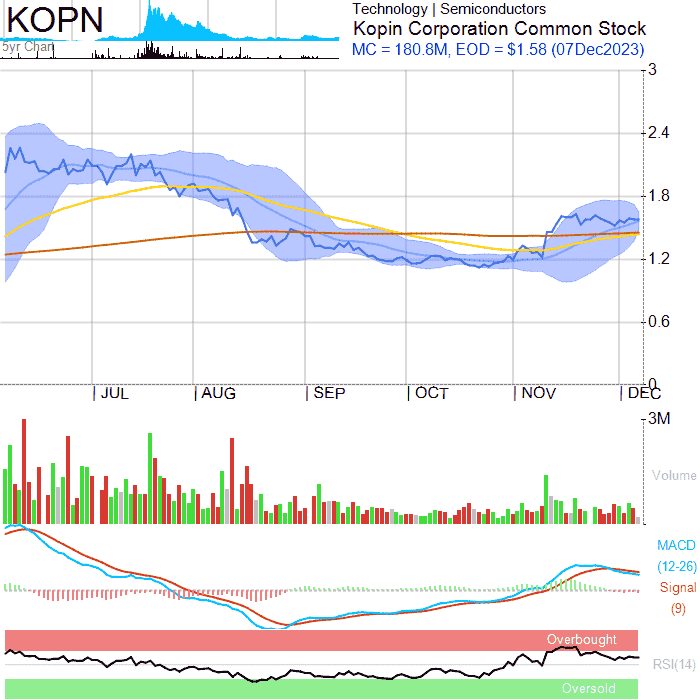 KOPN
5yr Chart
Technology | Semiconductors
Kopin Corporation Common Stock
MC = 180.8M, EOD = $1.58 (07Dec2023)
3
2.4
1.8
1.2
0.6
0
JUL AUG SEP OCT NOV DEC
3M
Volume
MACD
(12-26)
Signal
(9)
Overbought
RSI(14)
Oversold